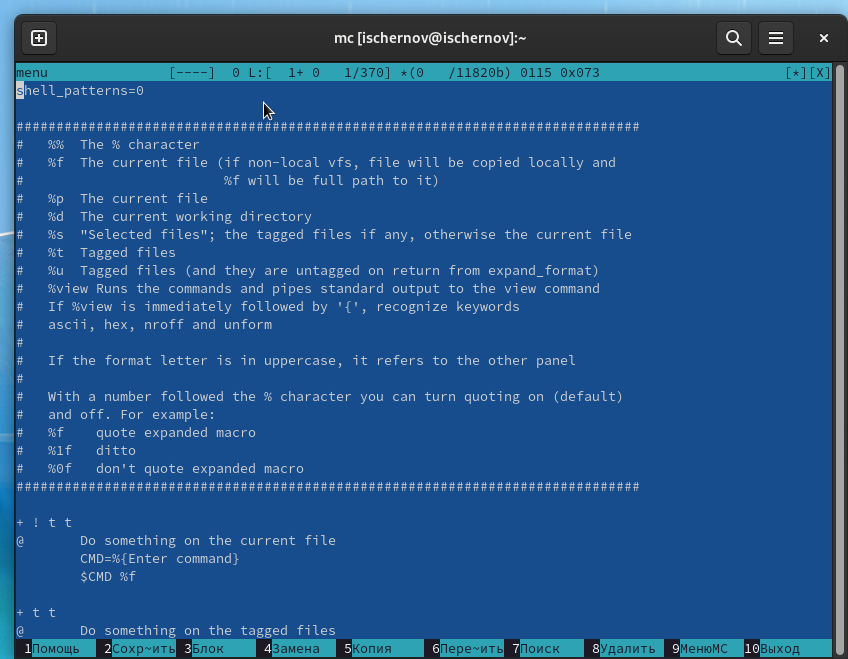 mc [ischernov@ischernov]:~
menu [----] 0 L:[ 1+ 0 1/370] *(0 /11820b) 0115 0x073 [*][X]
shell_patterns=0
##############################################################################
# %% The % character
# %f The current file (if non-local vfs, file will be copied locally and
# %f will be full path to it)
# %p The current file
# %d The current working directory
# %s "Selected files"; the tagged files if any, otherwise the current file
# %t Tagged files
# %u Tagged files (and they are untagged on return from expand_format)
# %view Runs the commands and pipes standard output to the view command
# If %view is immediately followed by '{', recognize keywords
# ascii, hex, nroff and unform
#
# If the format letter is in uppercase, it refers to the other panel
#
# With a number followed the % character you can turn quoting on (default)
# and off. For example:
# %f quote expanded macro
# %1f ditto
# %0f don't quote expanded macro
##############################################################################
+ ! t t
@ Do something on the current file
CMD=%{Enter command}
$CMD %f
+ t t
@ Do something on the tagged files
1Помощь 2Сохр~ить 3Блок 4Замена 5Копия 6Пере~ить 7Поиск 8Удалить 9МенюMC 10Выход